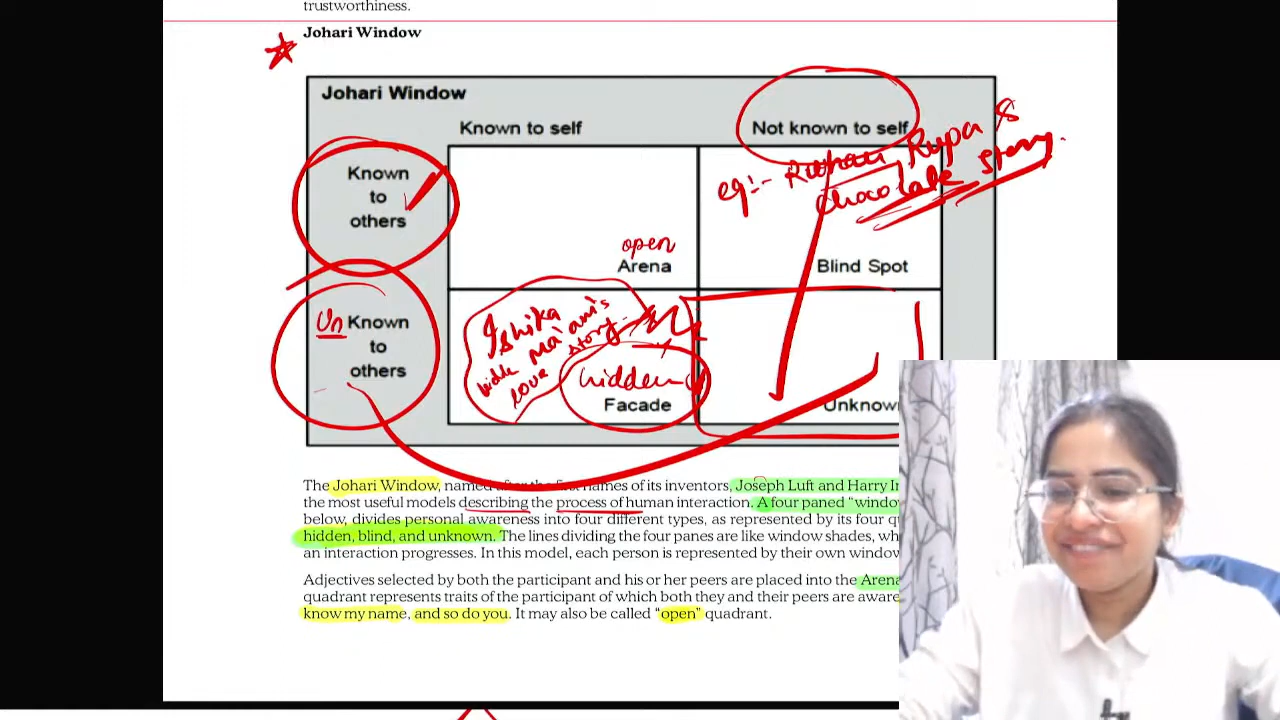 trustworthiness.
Johari Window
Johari Window
Known to self
Not known to self
eg:- Rupa &
Chocolate story.
Known
to
others
open
Arena
Blind Spot
UnKnown
to
others
Ishika
Ma'am's
hidden love story.
hidden
Facade
Unknow
The Johari Window, named after the first names of its inventors, Joseph Luft and Harry In
the most useful models describing the process of human interaction. A four paned "windo
below, divides personal awareness into four different types, as represented by its four q
hidden, blind, and unknown. The lines dividing the four panes are like window shades, wh
an interaction progresses. In this model, each person is represented by their own window
Adjectives selected by both the participant and his or her peers are placed into the Arena
quadrant represents traits of the participant of which both they and their peers are aware
know my name, and so do you. It may also be called "open" quadrant.